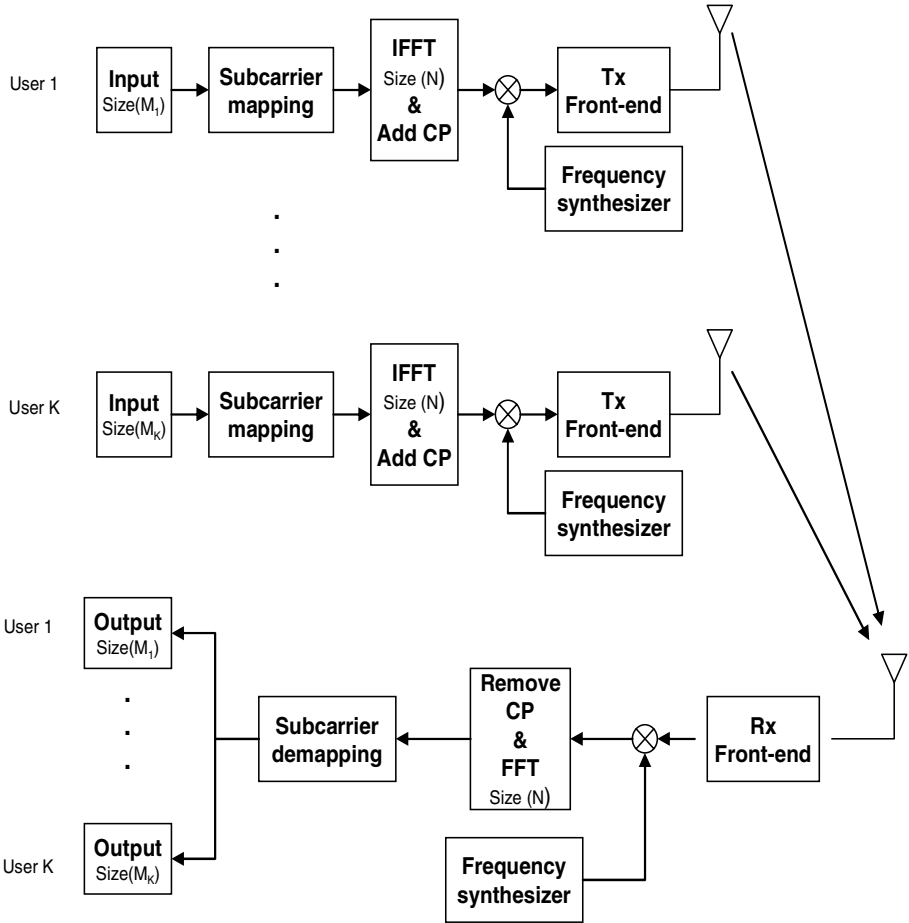 User 1
Input
Size(M₁)
Subcarrier
mapping
IFFT
Size (N)
&
Add CP
Tx
Front-end
Frequency
synthesizer
.
.
.
User K
Input
Size(Mₖ)
Subcarrier
mapping
IFFT
Size (N)
&
Add CP
Tx
Front-end
Frequency
synthesizer
User 1
Output
Size(M₁)
.
.
.
Subcarrier
demapping
Remove
CP
&
FFT
Size (N)
Rx
Front-end
User K
Output
Size(Mₖ)
Frequency
synthesizer